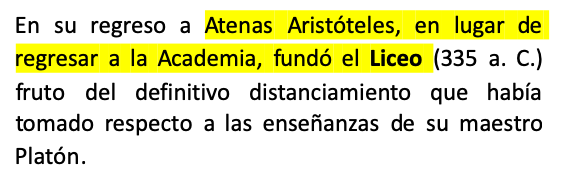 En su regreso a Atenas Aristóteles, en lugar de
regresar a la Academia, fundó el Liceo (335 a. C.)
fruto del definitivo distanciamiento que había
tomado respecto a las enseñanzas de su maestro
Platón.